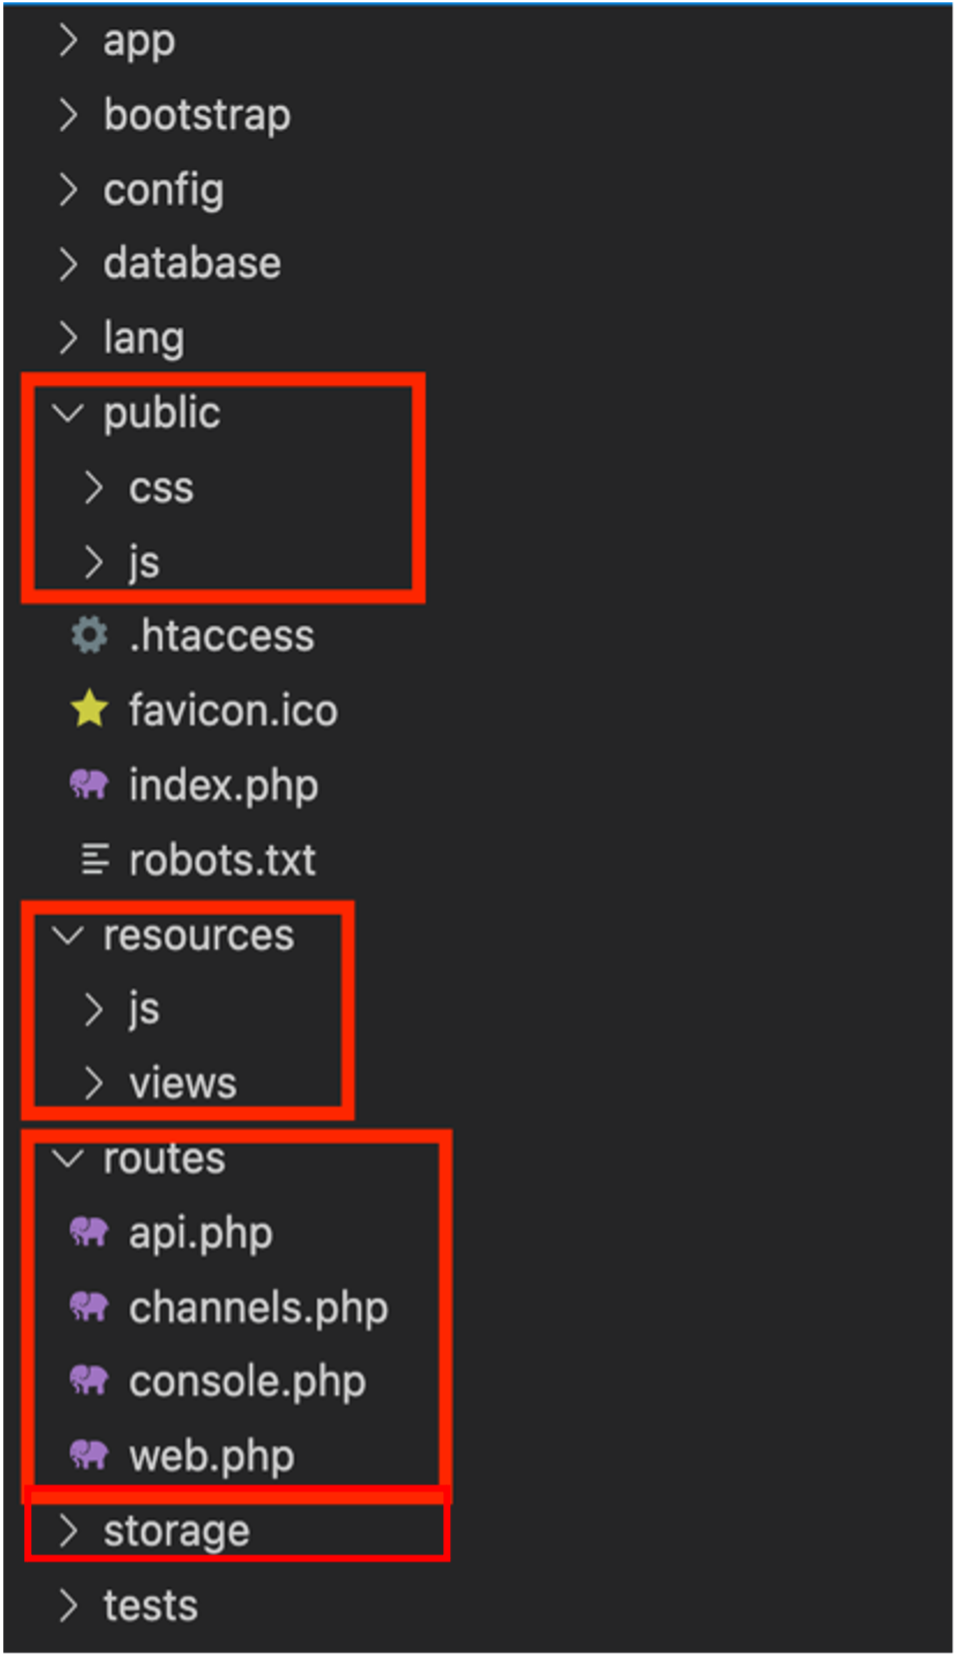 app
bootstrap
config
database
lang
public
css
js
.htaccess
favicon.ico
index.php
robots.txt
resources
js
views
routes
api.php
channels.php
console.php
web.php
storage
tests